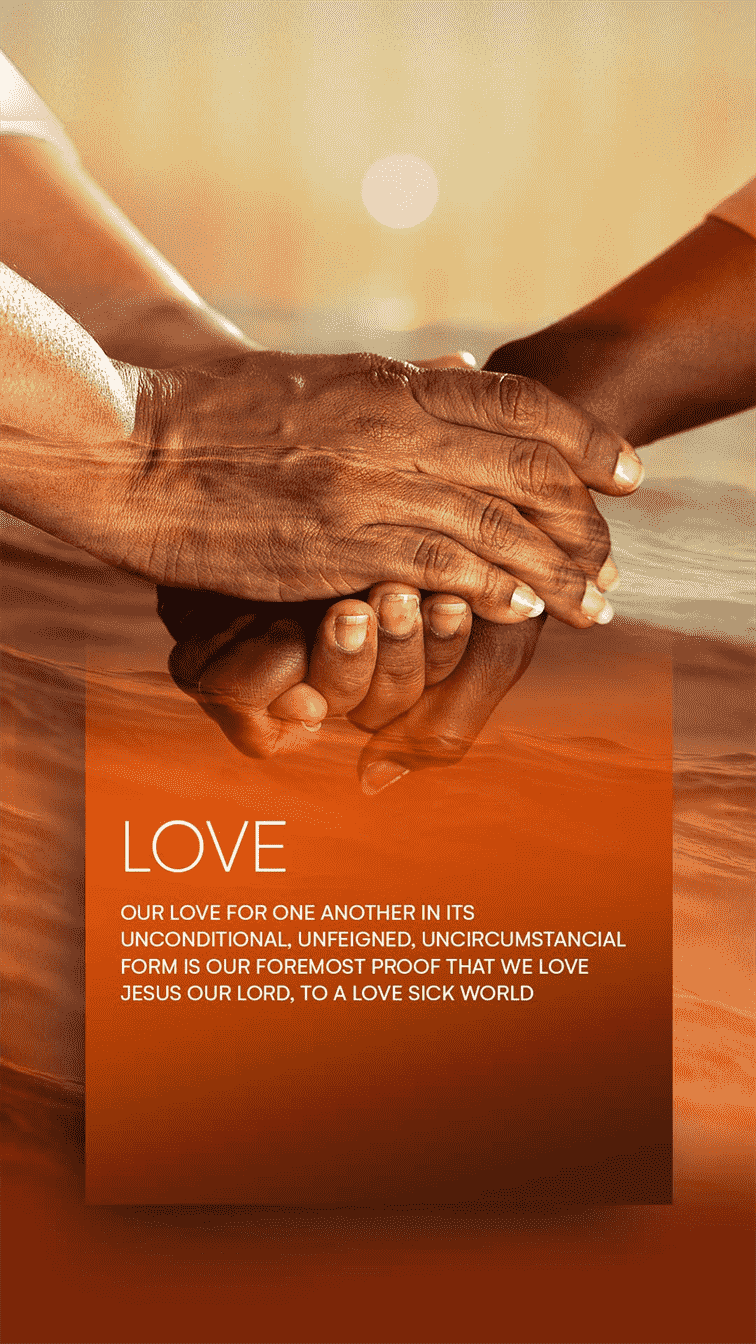 LOVE
OUR LOVE FOR ONE ANOTHER IN ITS
UNCONDITIONAL, UNFEIGNED, UNCIRCUMSTANCIAL
FORM IS OUR FOREMOST PROOF THAT WE LOVE
JESUS OUR LORD, TO A LOVE SICK WORLD